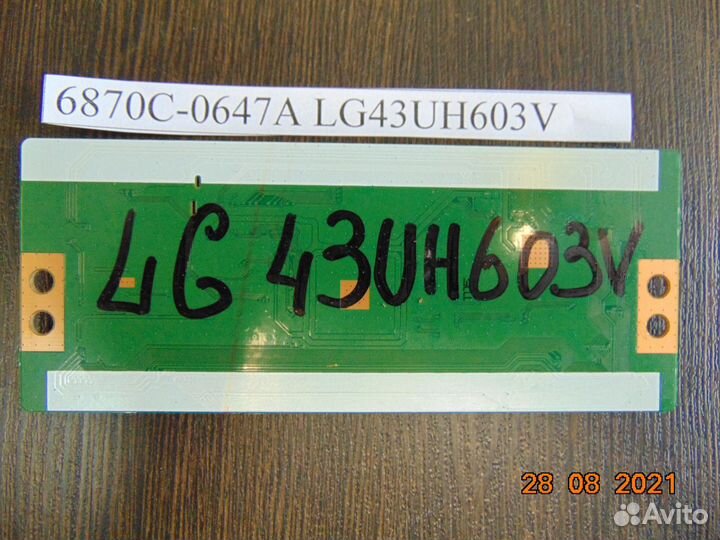 6870C-0647A LG43UH603V
LG 43UH603V
28 08 2021
Avito